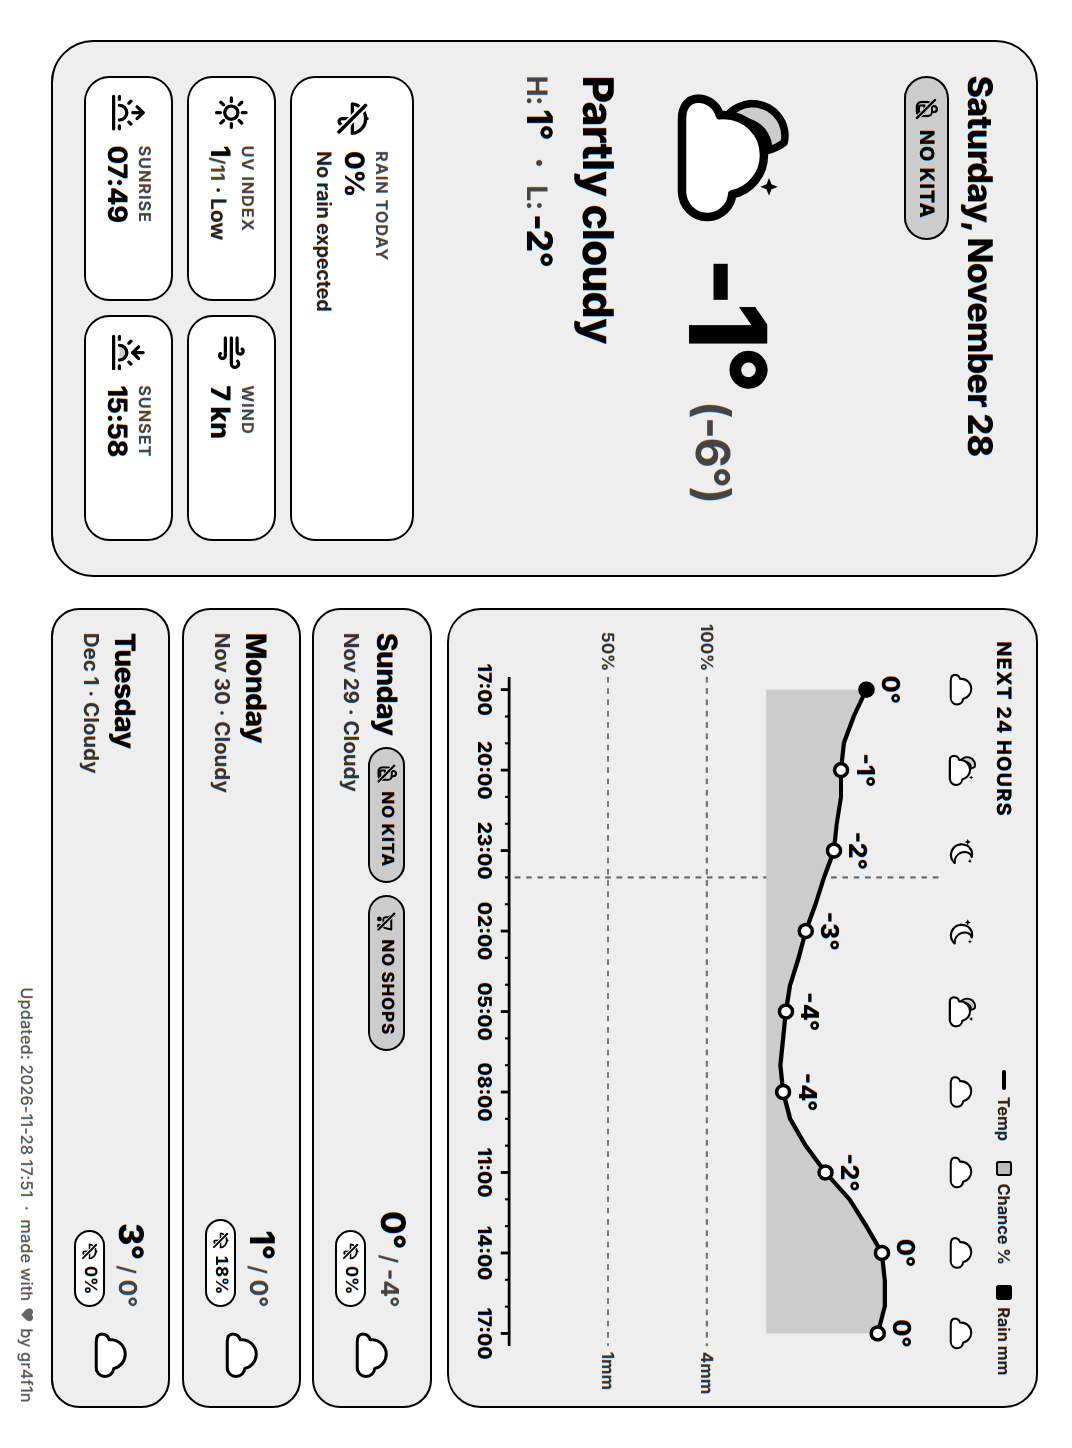 Saturday, November 28
NO KITA
-1° (-6°)
Partly cloudy
H: 1° · L: -2°
RAIN TODAY
0%
No rain expected
UV INDEX
1/11 · Low
WIND
7 kn
SUNRISE
07:49
SUNSET
15:58
NEXT 24 HOURS
Temp Chance % Rain mm
0° -1° -2° -3° -4° -4° -2° 0° 0°
100% 4mm
50% 1mm
17:00 20:00 23:00 02:00 05:00 08:00 11:00 14:00 17:00
Sunday NO KITA NO SHOPS
Nov 29 · Cloudy
0° / -4°
0%
Monday
Nov 30 · Cloudy
1° / 0°
18%
Tuesday
Dec 1 · Cloudy
3° / 0°
0%
Updated: 2026-11-28 17:51 · made with ♥ by gr4f1n